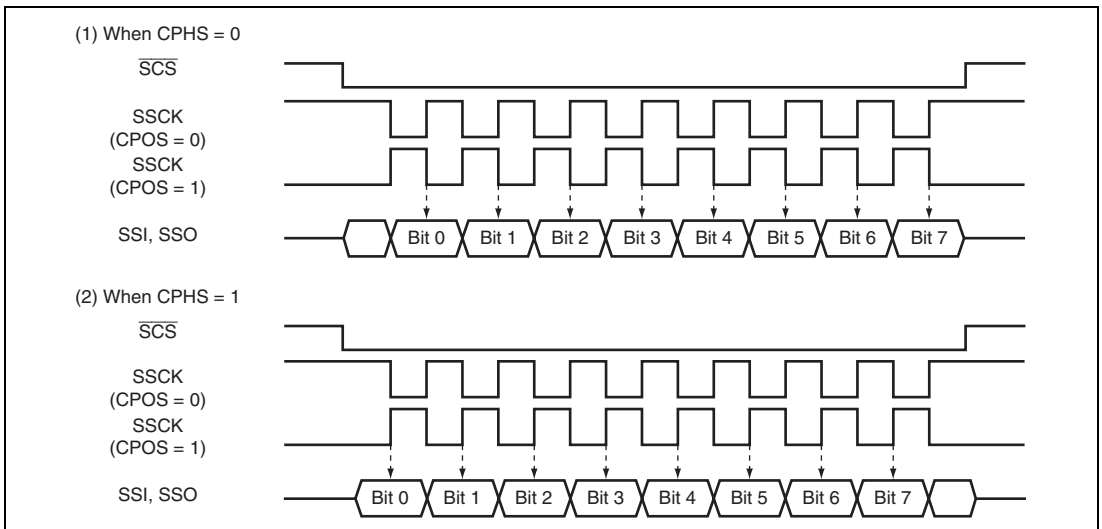 (1) When CPHS = 0
SCS
SSCK
(CPOS = 0)
SSCK
(CPOS = 1)
SSI, SSO
Bit 0 Bit 1 Bit 2 Bit 3 Bit 4 Bit 5 Bit 6 Bit 7
(2) When CPHS = 1
SCS
SSCK
(CPOS = 0)
SSCK
(CPOS = 1)
SSI, SSO
Bit 0 Bit 1 Bit 2 Bit 3 Bit 4 Bit 5 Bit 6 Bit 7